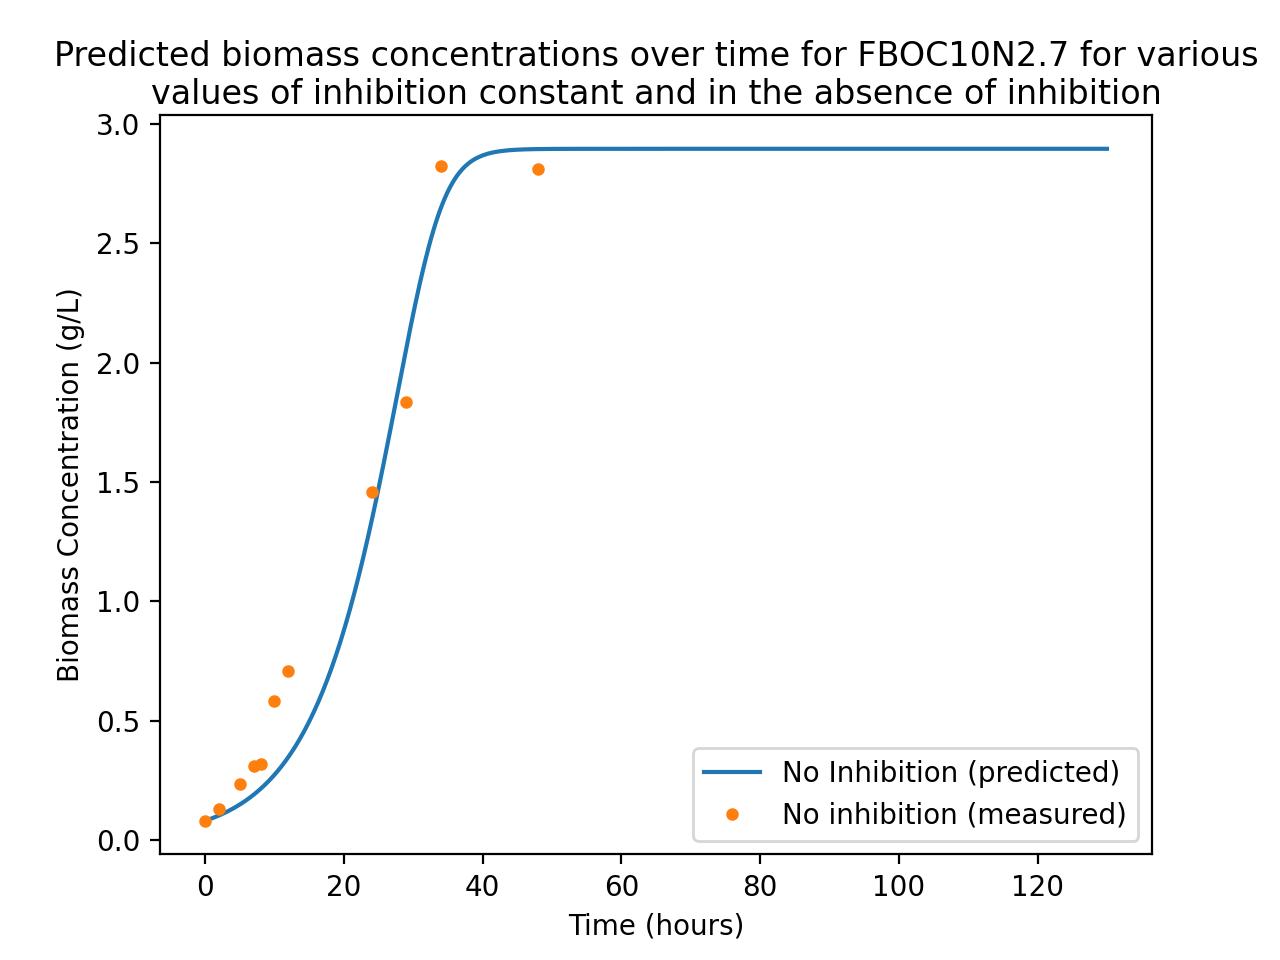 Predicted biomass concentrations over time for FBOC10N2.7 for various
values of inhibition constant and in the absence of inhibition
3.0
2.5
2.0
1.5
1.0
0.5
0.0
Biomass Concentration (g/L)
No Inhibition (predicted)
No inhibition (measured)
0 20 40 60 80 100 120
Time (hours)